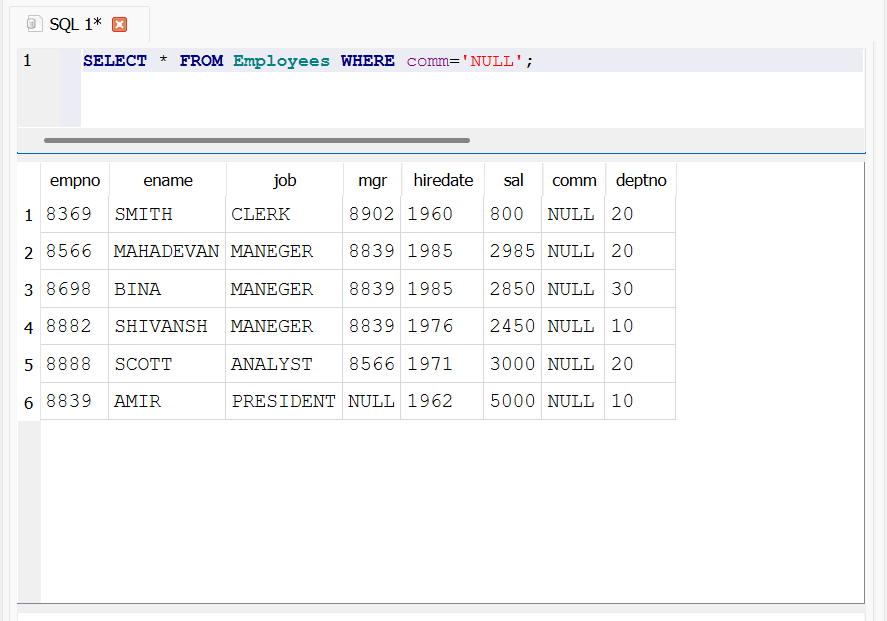 SQL 1*
1 SELECT * FROM Employees WHERE comm='NULL';
empno ename job mgr hiredate sal comm deptno
1 8369 SMITH CLERK 8902 1960 800 NULL 20
2 8566 MAHADEVAN MANEGER 8839 1985 2985 NULL 20
3 8698 BINA MANEGER 8839 1985 2850 NULL 30
4 8882 SHIVANSH MANEGER 8839 1976 2450 NULL 10
5 8888 SCOTT ANALYST 8566 1971 3000 NULL 20
6 8839 AMIR PRESIDENT NULL 1962 5000 NULL 10